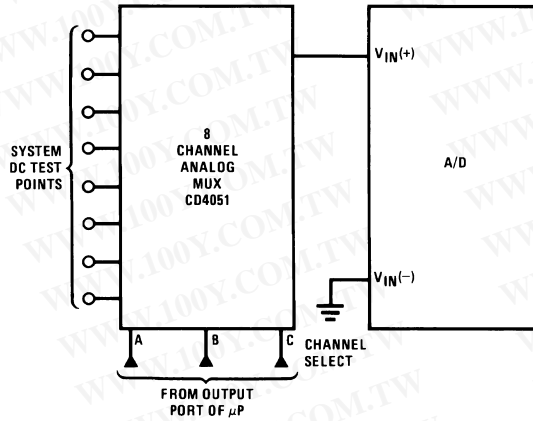 SYSTEM
DC TEST
POINTS
8
CHANNEL
ANALOG
MUX
CD4051
VIN(+)
A/D
VIN(−)
A
B
C
CHANNEL
SELECT
FROM OUTPUT
PORT OF μP
WWW.100Y.COM.TW